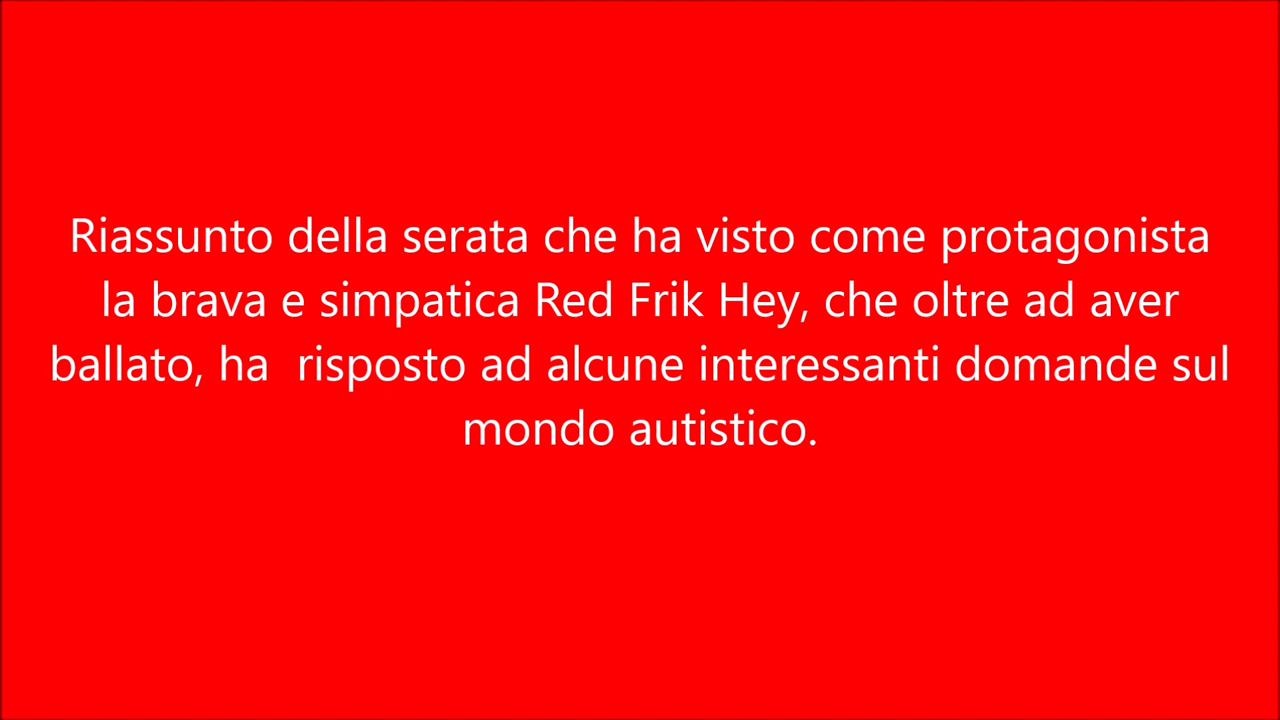 Riassunto della serata che ha visto come protagonista
la brava e simpatica Red Frik Hey, che oltre ad aver
ballato, ha  risposto ad alcune interessanti domande sul
mondo autistico.